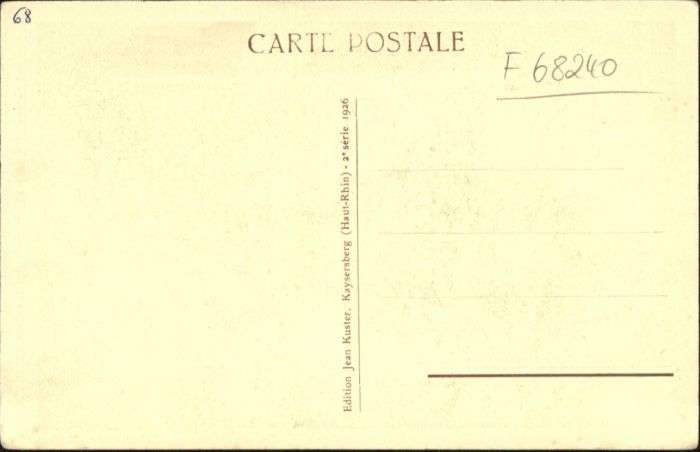 68
CARTE POSTALE
F 68240
Edition Jean Kuster, Kaysersberg (Haut-Rhin) - 2e série 1926